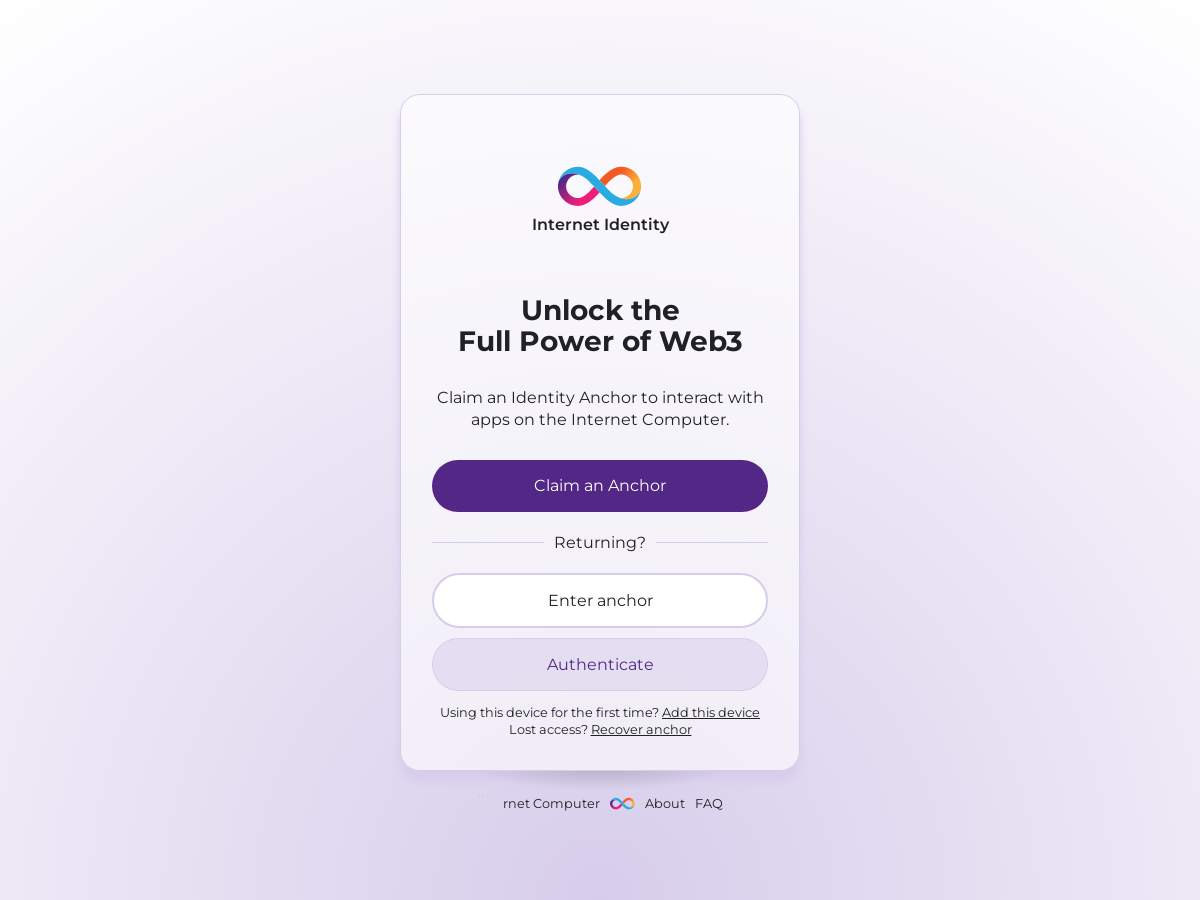 Internet Identity
Unlock the
Full Power of Web3
Claim an Identity Anchor to interact with
apps on the Internet Computer.
Claim an Anchor
Returning?
Enter anchor
Authenticate
Using this device for the first time? Add this device
Lost access? Recover anchor
rnet Computer About FAQ